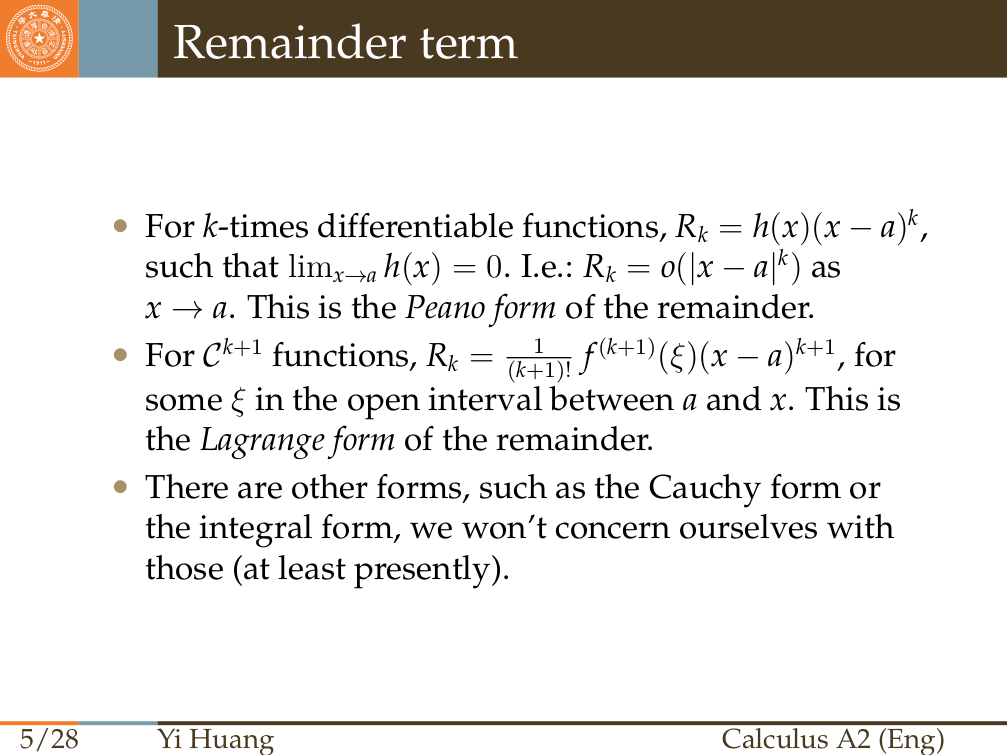 Remainder term
• For k-times differentiable functions, R_k = h(x)(x − a)^k,
such that lim_{x→a} h(x) = 0. I.e.: R_k = o(|x − a|^k) as
x → a. This is the Peano form of the remainder.
• For C^{k+1} functions, R_k = \frac{1}{(k+1)!} f^{(k+1)}(ξ)(x − a)^{k+1}, for
some ξ in the open interval between a and x. This is
the Lagrange form of the remainder.
• There are other forms, such as the Cauchy form or
the integral form, we won't concern ourselves with
those (at least presently).
5/28 Yi Huang Calculus A2 (Eng)